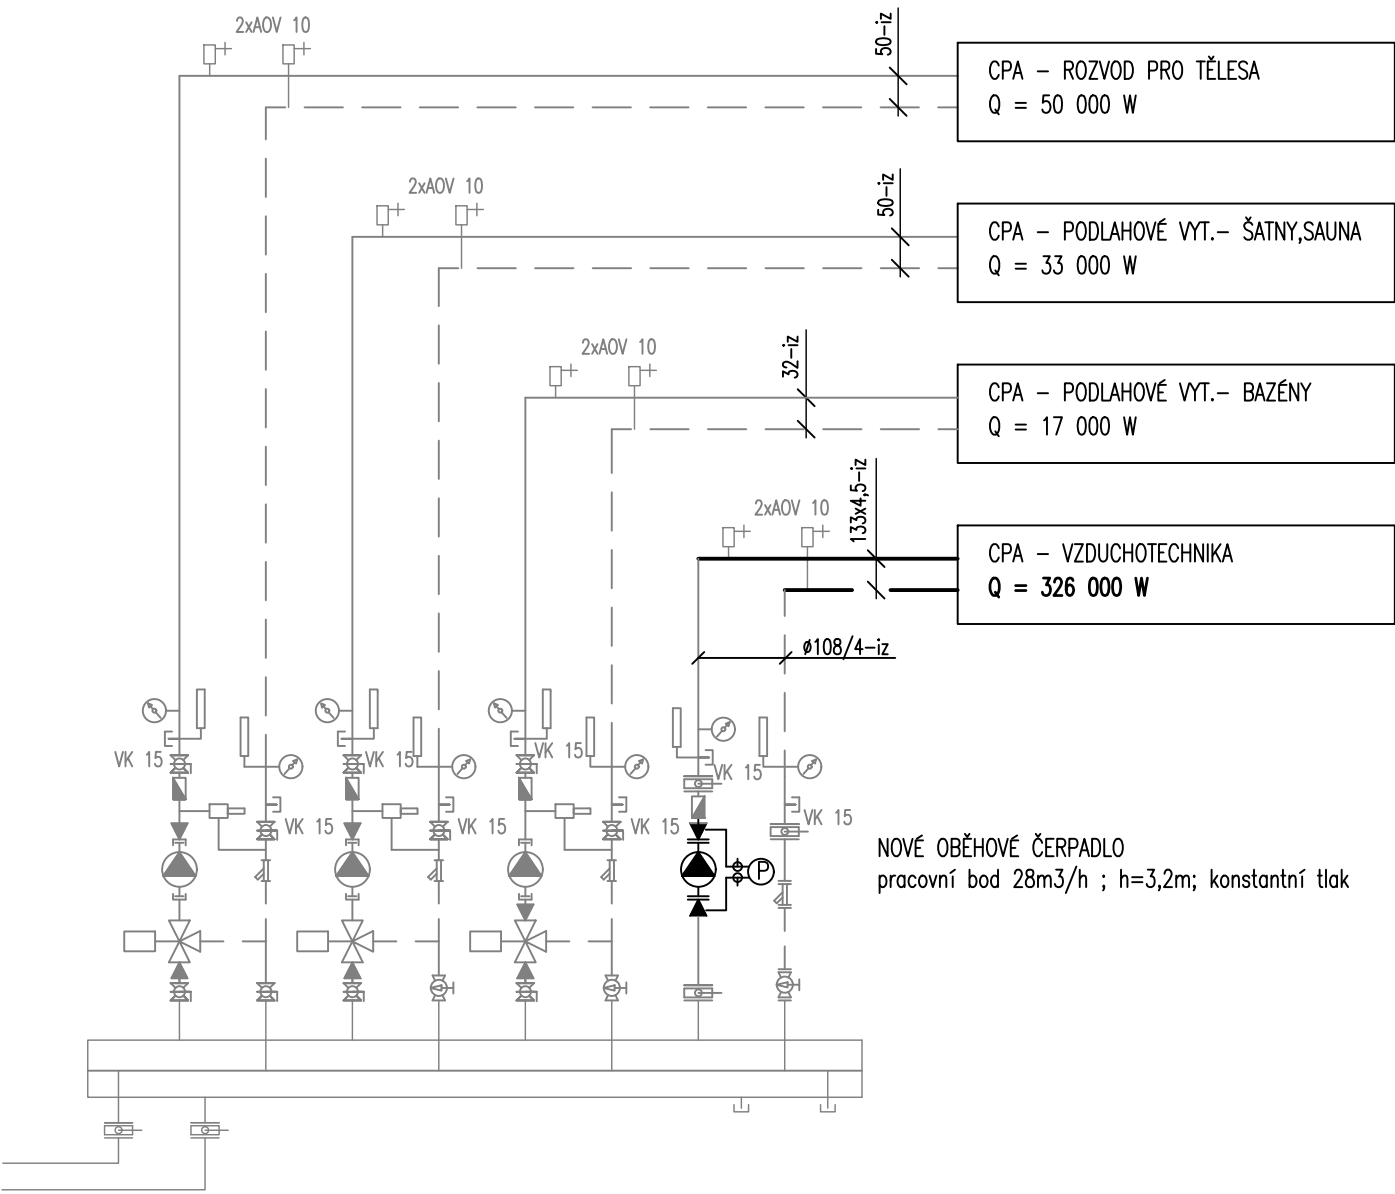 2xAOV 10
50-iz
CPA - ROZVOD PRO TĚLESA
Q = 50 000 W
2xAOV 10
50-iz
CPA - PODLAHOVÉ VYT.- ŠATNY,SAUNA
Q = 33 000 W
2xAOV 10
32-iz
CPA - PODLAHOVÉ VYT.- BAZÉNY
Q = 17 000 W
2xAOV 10
133x4,5-iz
CPA - VZDUCHOTECHNIKA
Q = 326 000 W
ø108/4-iz
VK 15
VK 15
VK 15
VK 15
VK 15
VK 15
VK 15
VK 15
P
NOVÉ OBĚHOVÉ ČERPADLO
pracovní bod 28m3/h ; h=3,2m; konstantní tlak